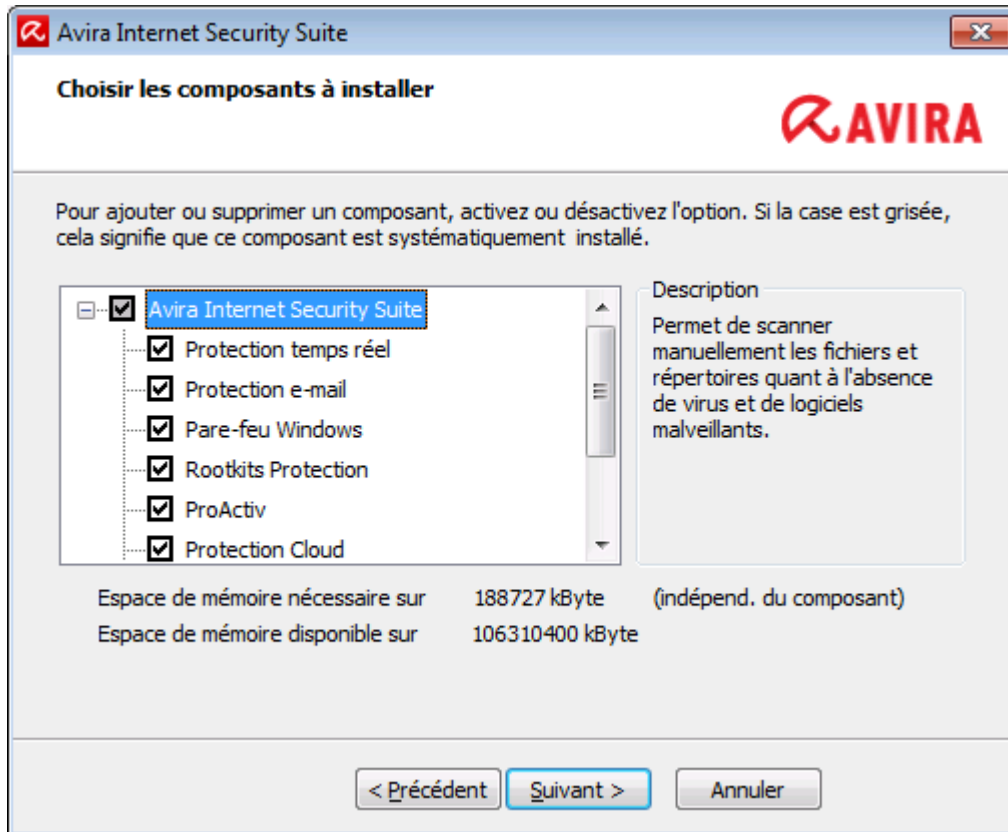 Avira Internet Security Suite
Choisir les composants à installer
AVIRA
Pour ajouter ou supprimer un composant, activez ou désactivez l'option. Si la case est grisée,
cela signifie que ce composant est systématiquement installé.
Avira Internet Security Suite
Protection temps réel
Protection e-mail
Pare-feu Windows
Rootkits Protection
ProActiv
Protection Cloud
Description
Permet de scanner
manuellement les fichiers et
répertoires quant à l'absence
de virus et de logiciels
malveillants.
Espace de mémoire nécessaire sur 188727 kByte (indépend. du composant)
Espace de mémoire disponible sur 106310400 kByte
< Précédent Suivant > Annuler